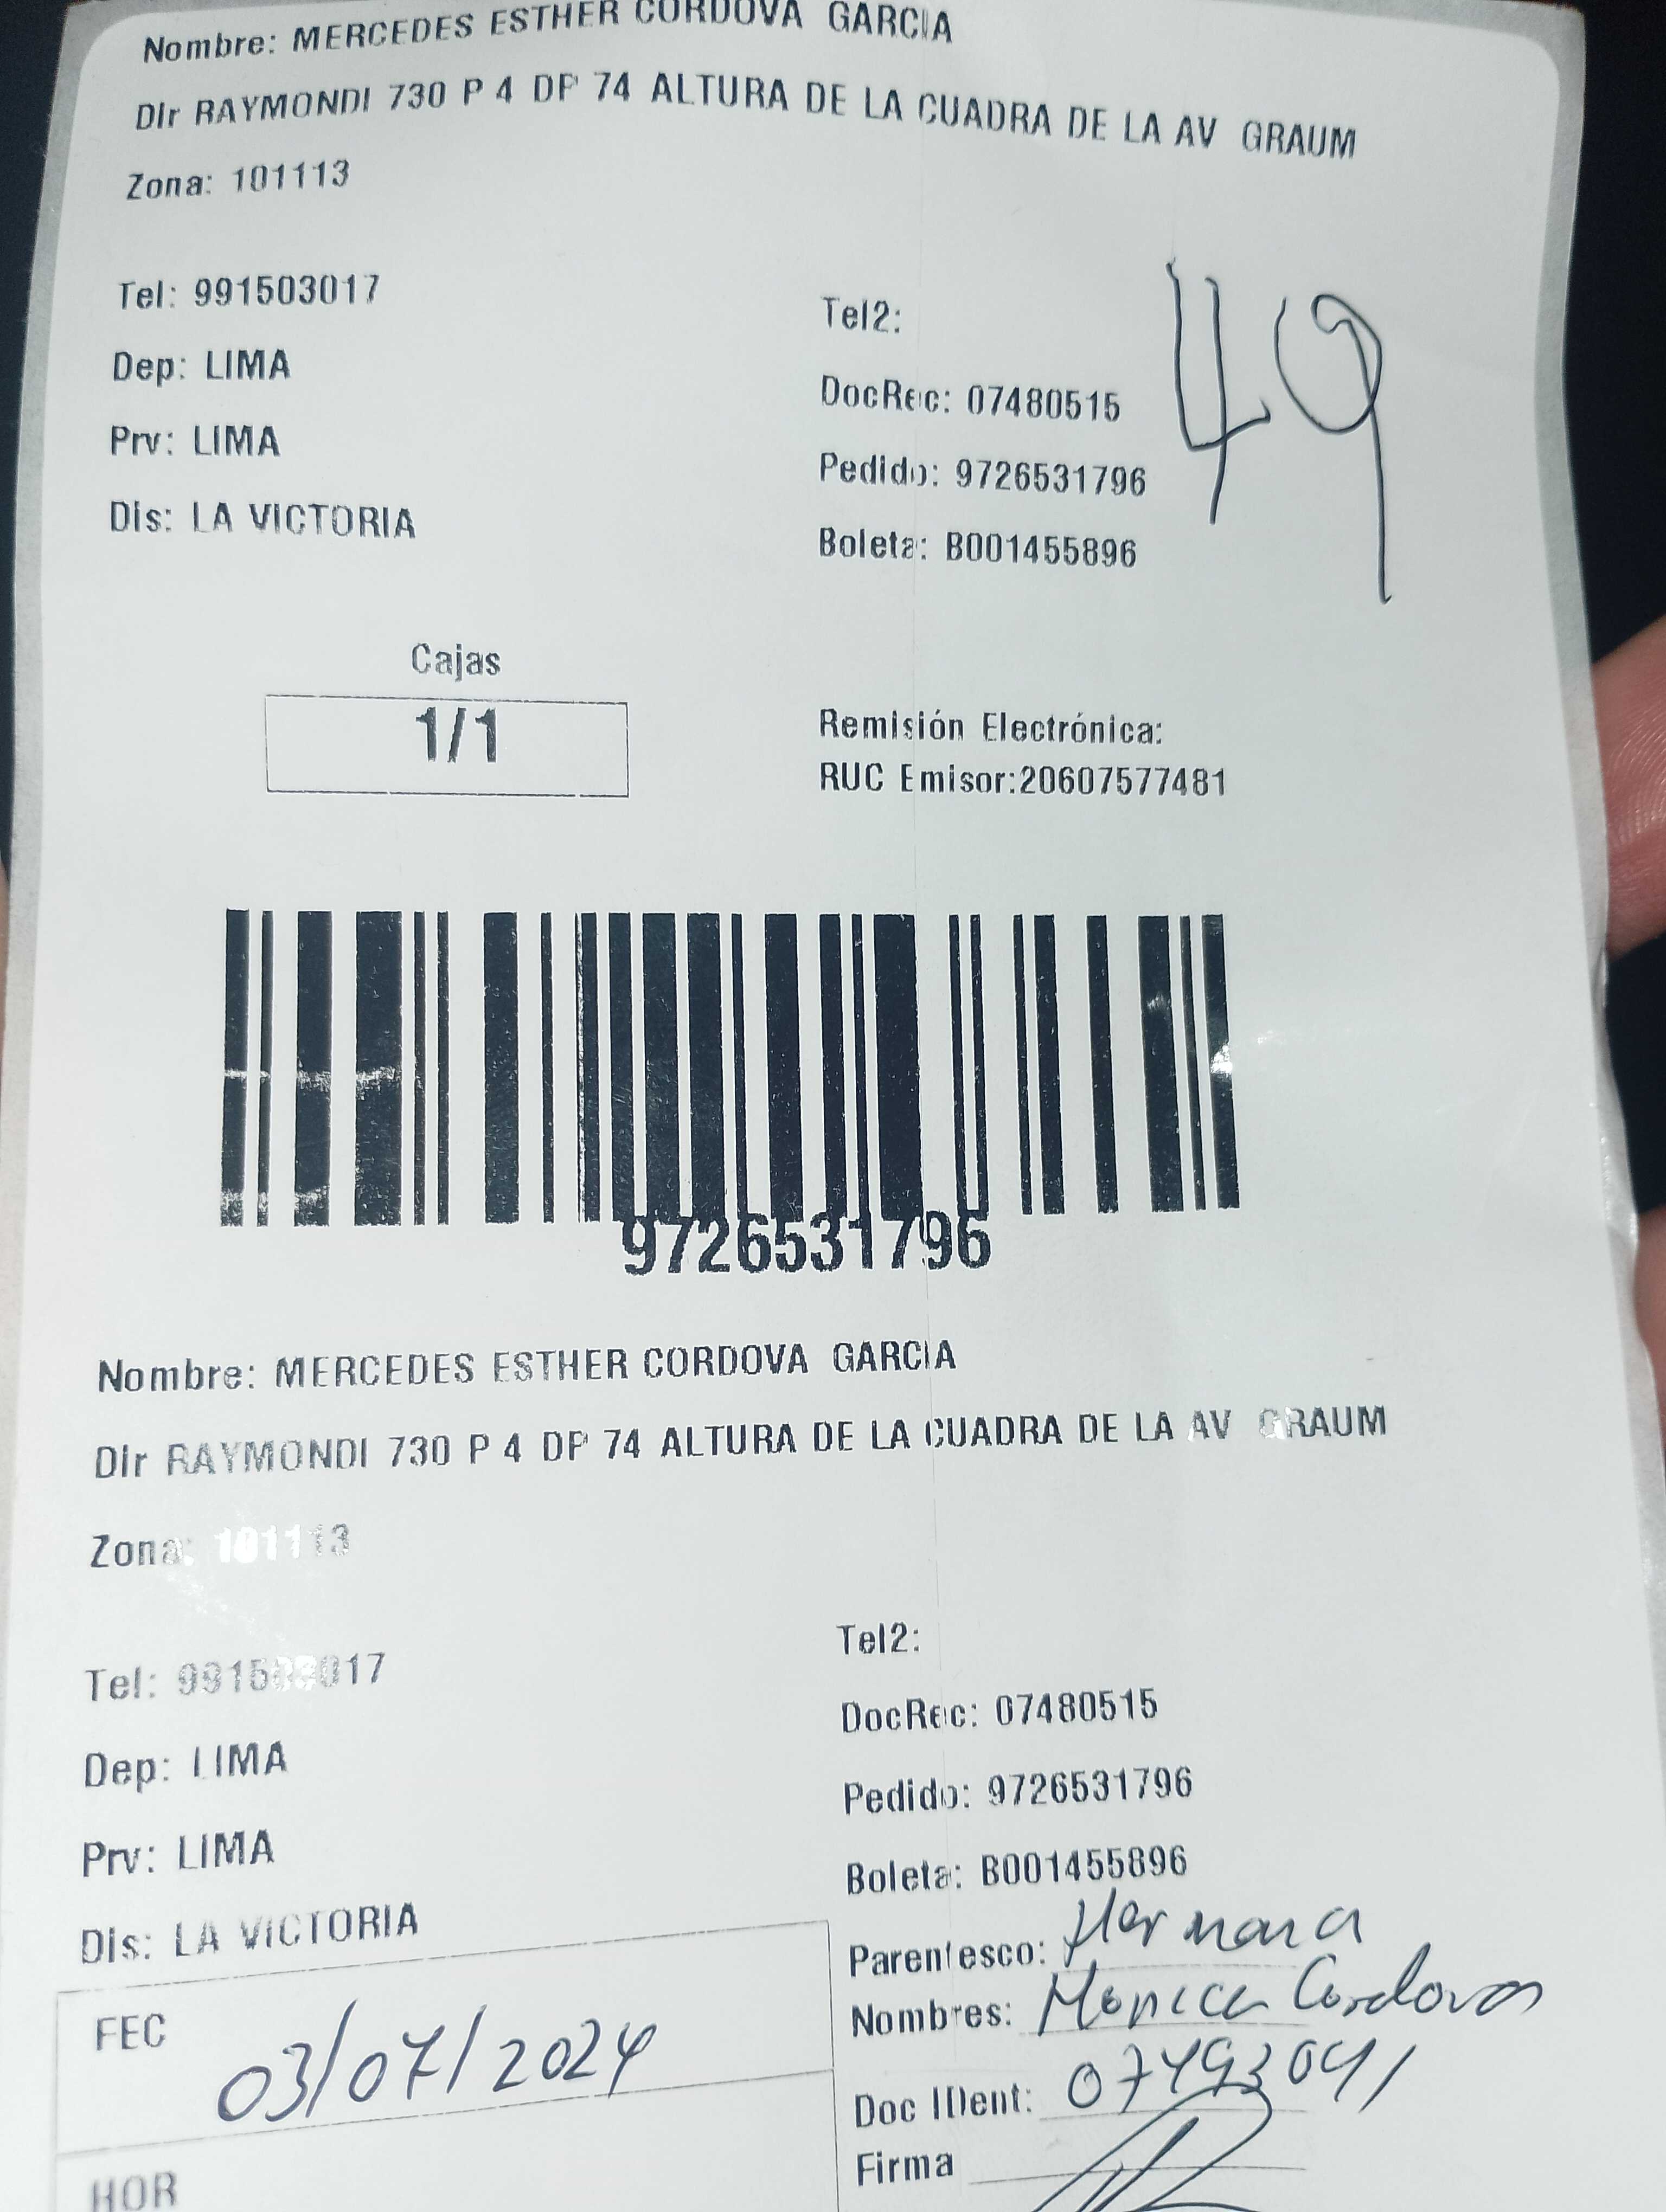 Nombre: MERCEDES ESTHER CORDOVA GARCIA
Dir RAYMONDI 730 P 4 DP 74 ALTURA DE LA CUADRA DE LA AV GRAUM
Zona: 101113
Tel: 991503017
Tel2:
Dep: LIMA
DocRec: 07480515
49
Prv: LIMA
Pedido: 9726531796
Dis: LA VICTORIA
Boleta: B001455896
Cajas
1/1
Remisión Electrónica:
RUC Emisor:20607577481
9726531796
Nombre: MERCEDES ESTHER CORDOVA GARCIA
Dir RAYMONDI 730 P 4 DP 74 ALTURA DE LA CUADRA DE LA AV GRAUM
Zona: 101113
Tel: 991503017
Tel2:
DocRec: 07480515
Dep: LIMA
Pedido: 9726531796
Prv: LIMA
Boleta: B001455896
Dis: LA VICTORIA
Parentesco: Hermana
Nombres: Monica Cordova
FEC 03/07/2024
Doc IDent: 07493041
Firma
HOR